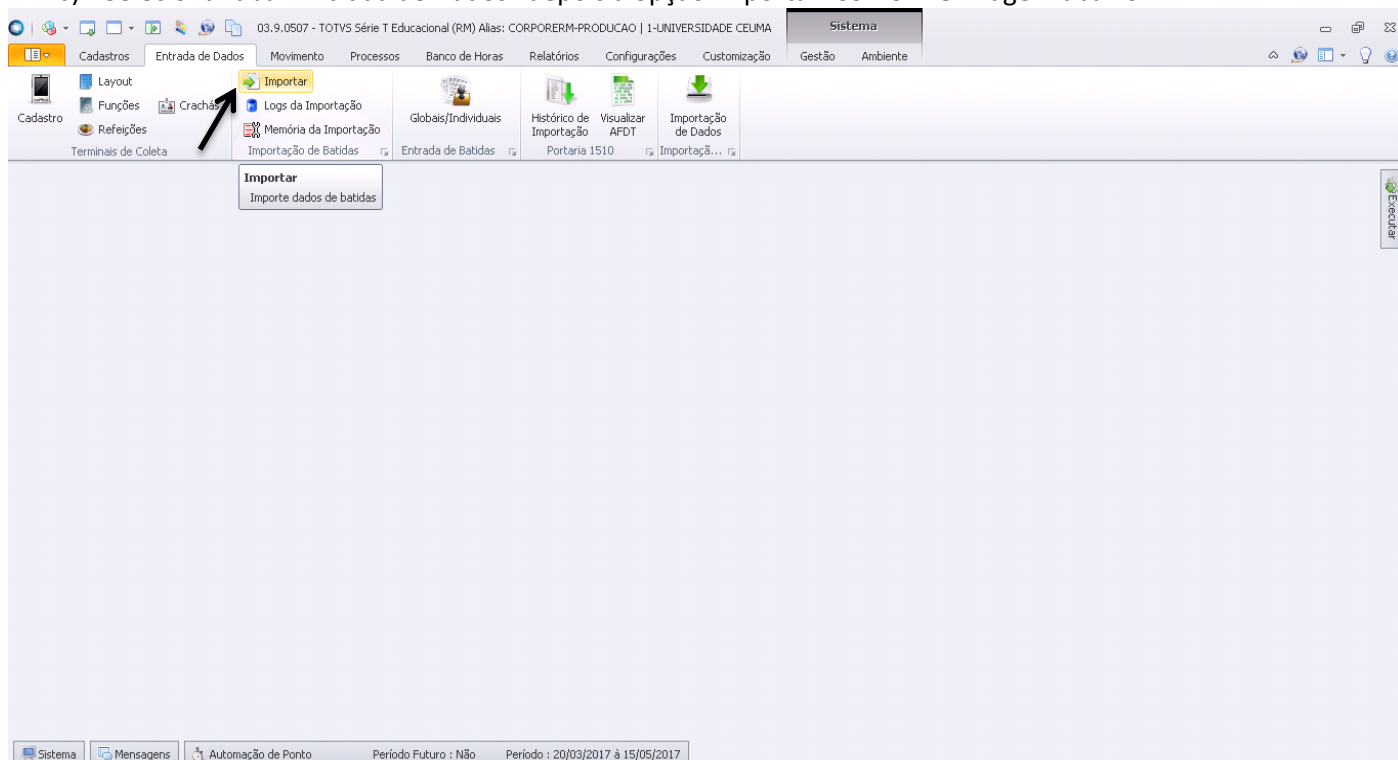 03.9.0507 - TOTVS Série T Educacional (RM) Alias: CORPORERM-PRODUCAO | 1-UNIVERSIDADE CEUMA
Sistema
Cadastros Entrada de Dados Movimento Processos Banco de Horas Relatórios Configurações Customização Gestão Ambiente
Cadastro
Layout
Funções
Crachás
Refeições
Terminais de Coleta
Importar
Logs da Importação
Memória da Importação
Importação de Batidas
Globais/Individuais
Entrada de Batidas
Histórico de Importação
Visualizar AFDT
Portaria 1510
Importação de Dados
Importaçã...
Importar
Importe dados de batidas
Executar
Sistema Mensagens Automação de Ponto Período Futuro : Não Período : 20/03/2017 à 15/05/2017